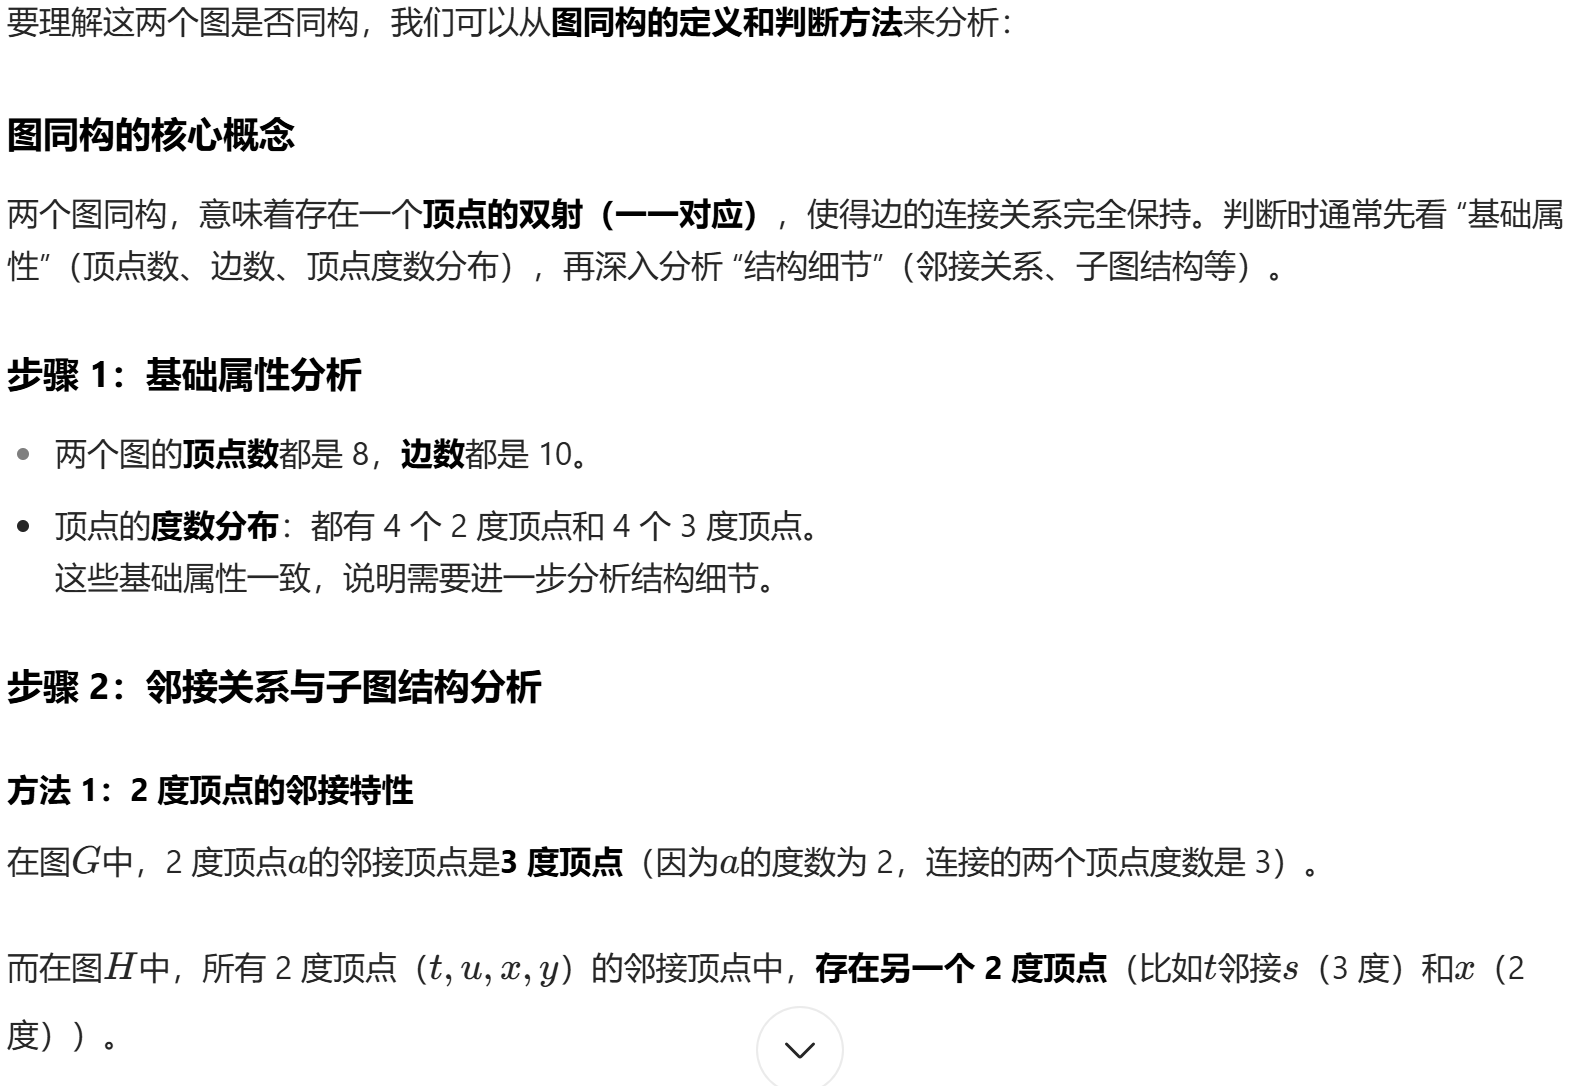 要理解这两个图是否同构，我们可以从图同构的定义和判断方法来分析：
图同构的核心概念
两个图同构，意味着存在一个顶点的双射（一一对应），使得边的连接关系完全保持。判断时通常先看 “基础属
性”（顶点数、边数、顶点度数分布），再深入分析 “结构细节”（邻接关系、子图结构等）。
步骤 1：基础属性分析
• 两个图的顶点数都是 8，边数都是 10。
• 顶点的度数分布：都有 4 个 2 度顶点和 4 个 3 度顶点。
这些基础属性一致，说明需要进一步分析结构细节。
步骤 2：邻接关系与子图结构分析
方法 1：2 度顶点的邻接特性
在图G中，2 度顶点a的邻接顶点是3 度顶点（因为a的度数为 2，连接的两个顶点度数是 3）。
而在图H中，所有 2 度顶点（t, u, x, y）的邻接顶点中，存在另一个 2 度顶点（比如t邻接s（3 度）和x（2
度））。